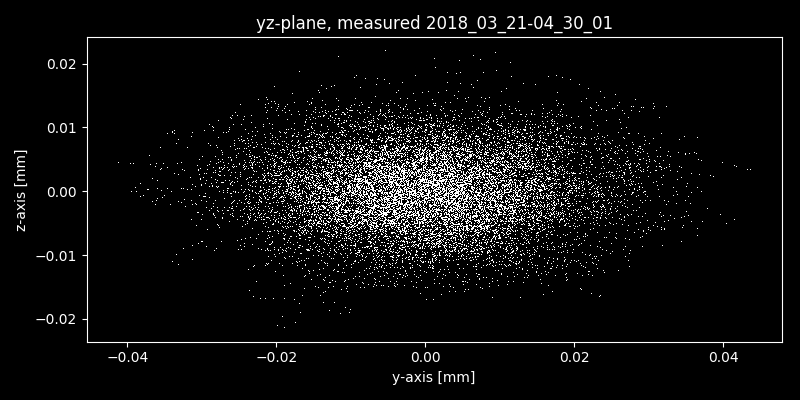 yz-plane, measured 2018_03_21-04_30_01
0.02
0.01
0.00
−0.01
−0.02
z-axis [mm]
−0.04 −0.02 0.00 0.02 0.04
y-axis [mm]